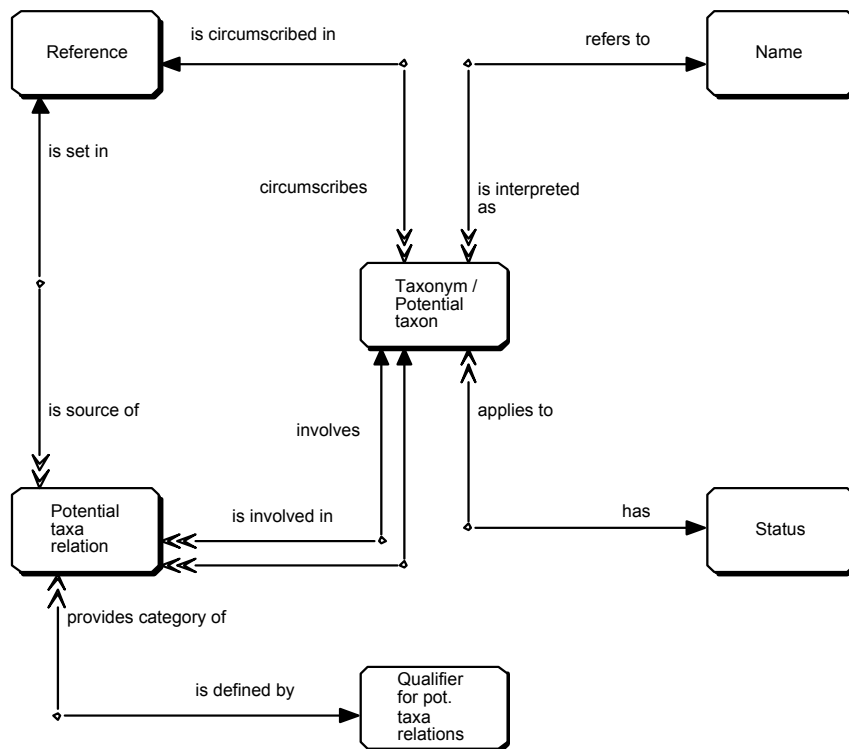 Reference
is circumscribed in
refers to
Name
is set in
circumscribes
is interpreted
as
Taxonym /
Potential
taxon
is source of
involves
applies to
Potential
taxa
relation
is involved in
has
Status
provides category of
is defined by
Qualifier
for pot.
taxa
relations